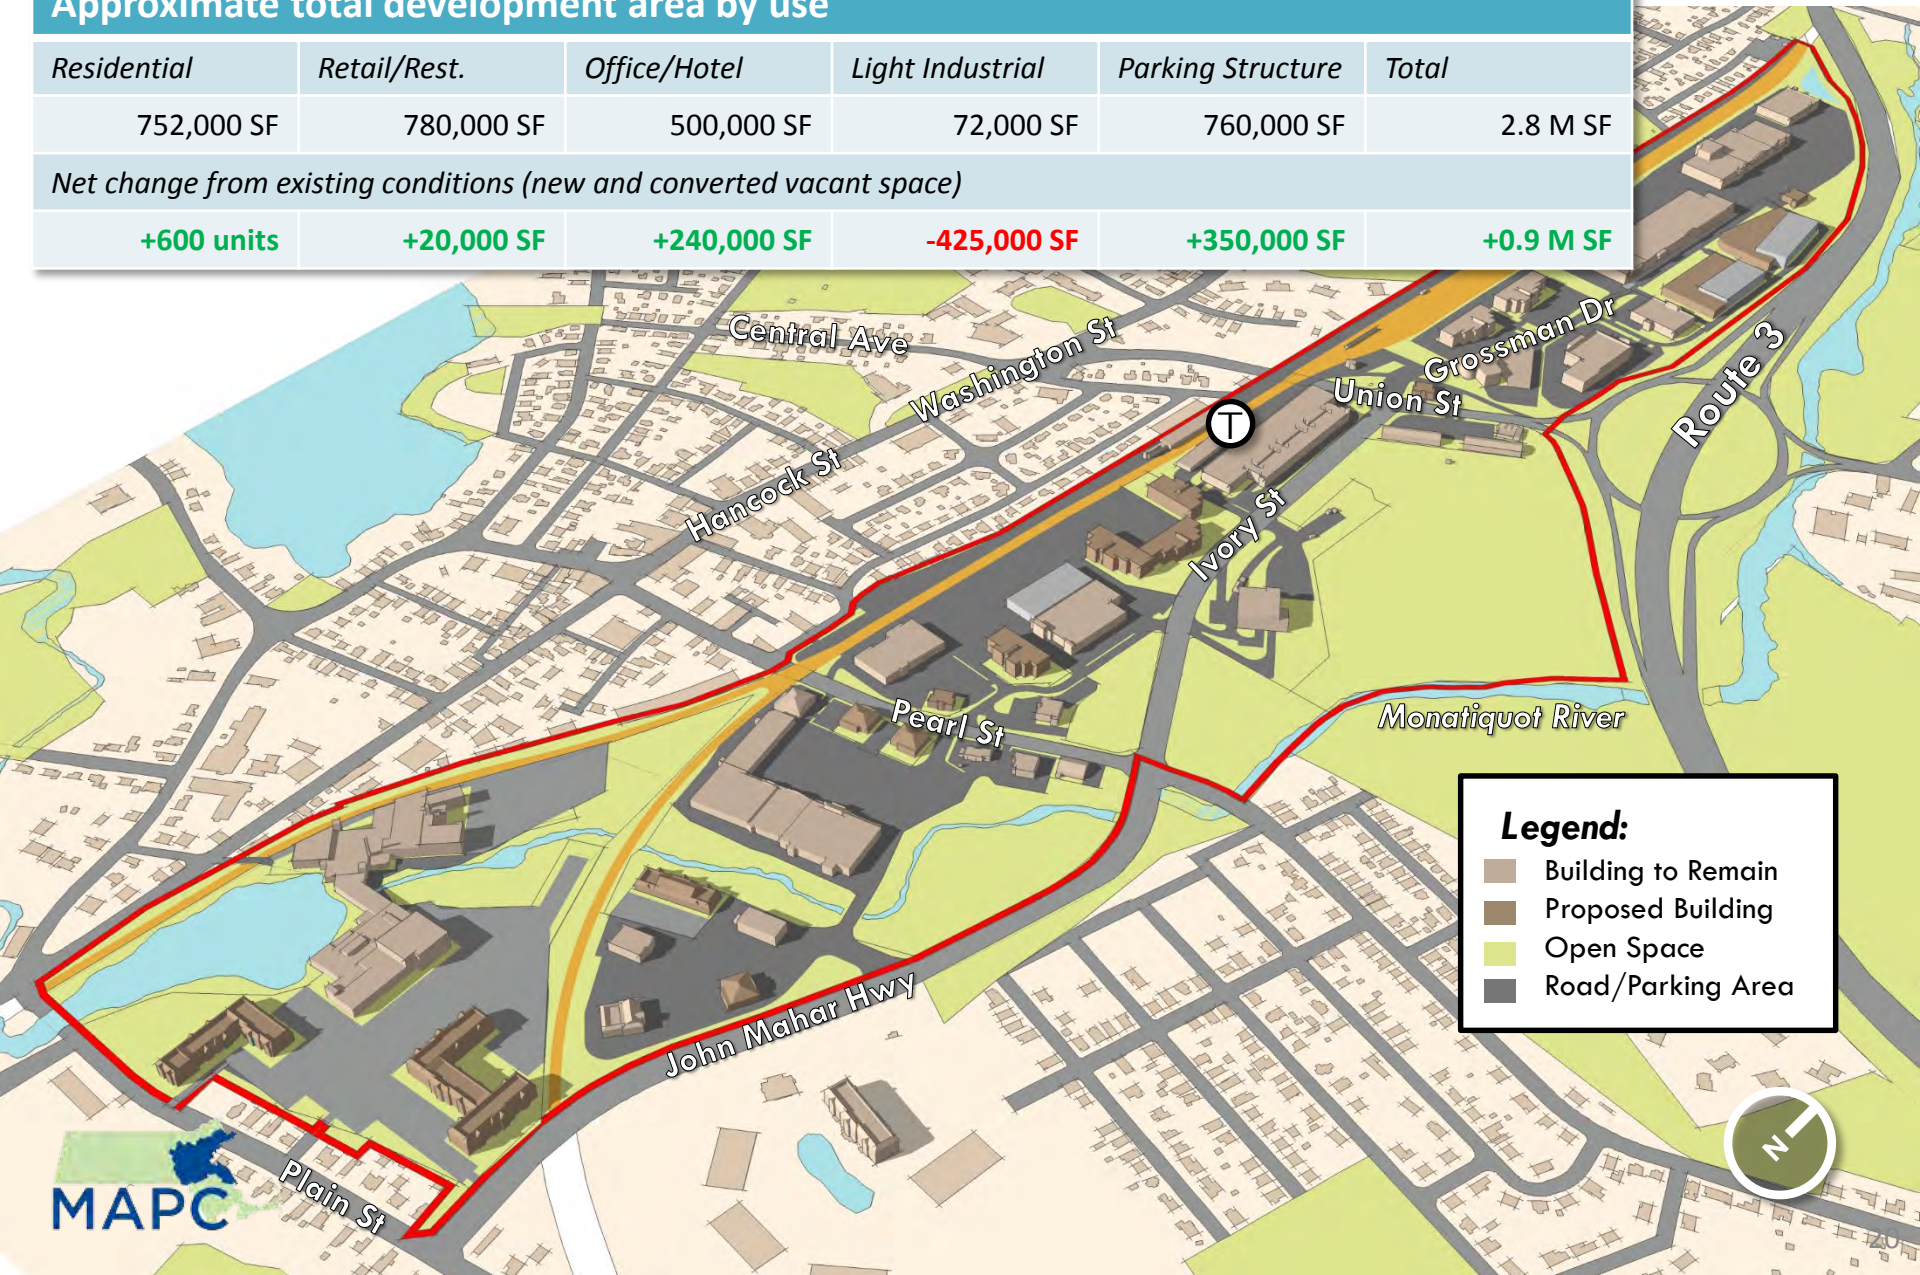 Approximate total development area by use
Residential Retail/Rest. Office/Hotel Light Industrial Parking Structure Total
752,000 SF 780,000 SF 500,000 SF 72,000 SF 760,000 SF 2.8 M SF
Net change from existing conditions (new and converted vacant space)
+600 units +20,000 SF +240,000 SF -425,000 SF +350,000 SF +0.9 M SF
Central Ave
Washington St
Grossman Dr
Union St
Route 3
T
Hancock St
Ivory St
Pearl St
Monatiquot River
Legend:
Building to Remain
Proposed Building
Open Space
Road/Parking Area
John Mahar Hwy
Plain St
MAPC
N
20